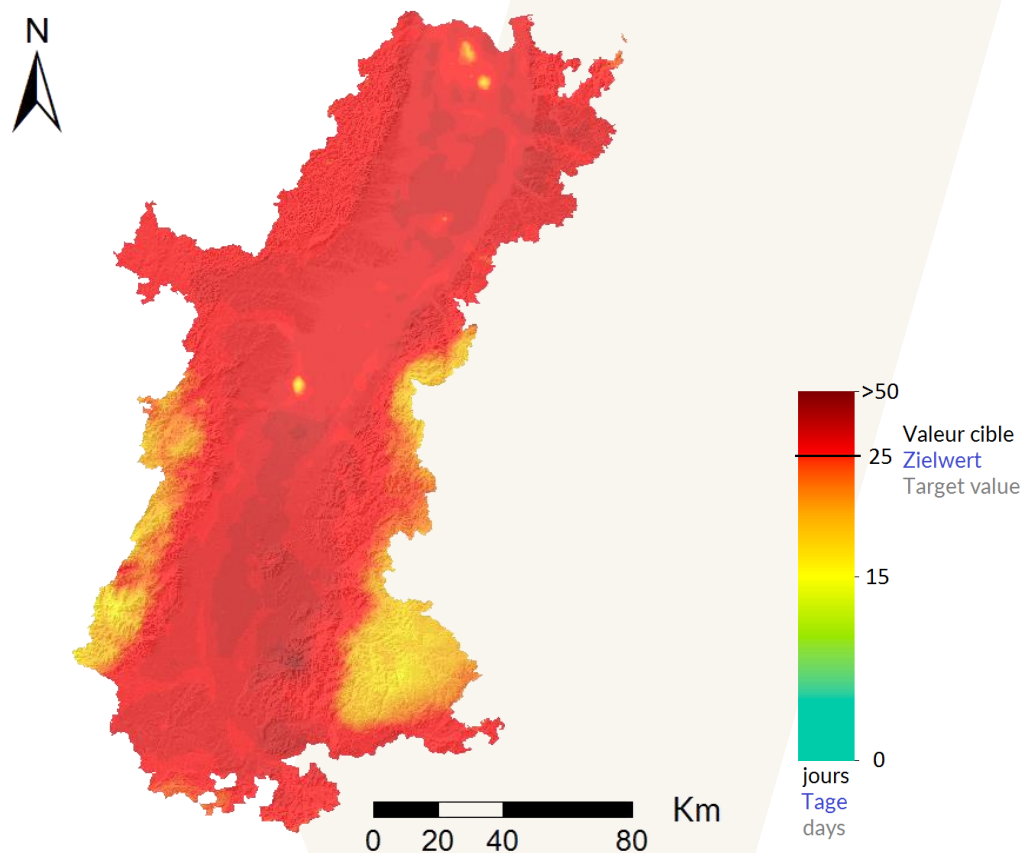 N
>50
Valeur cible
25
Zielwert
Target value
15
0
jours
Tage
days
Km
0 20 40 80